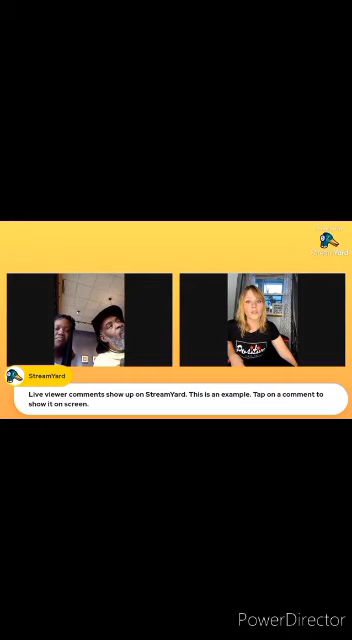 StreamYard
StreamYard
Live viewer comments show up on StreamYard. This is an example. Tap on a comment to
show it on screen.
PowerDirector